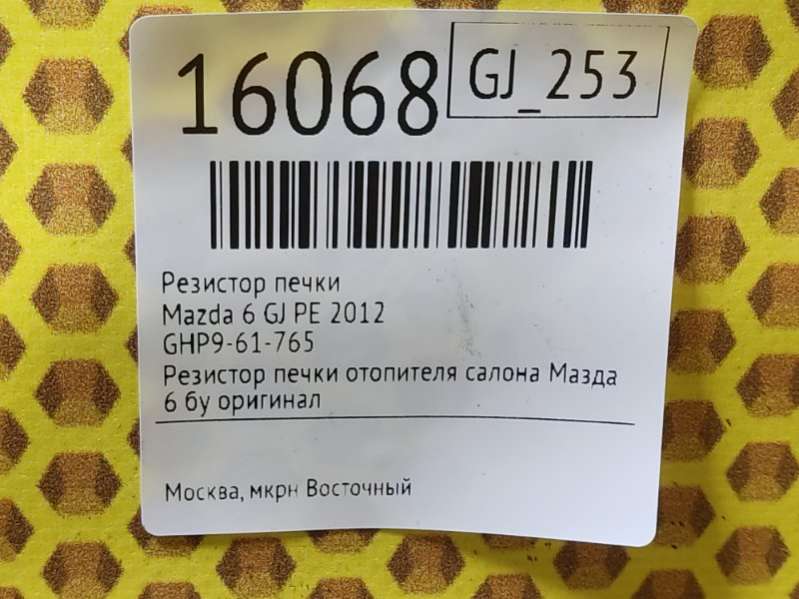 16068
GJ_253
Резистор печки
Mazda 6 GJ PE 2012
GHP9-61-765
Резистор печки отопителя салона Мазда
6 бу оригинал
Москва, мкрн Восточный